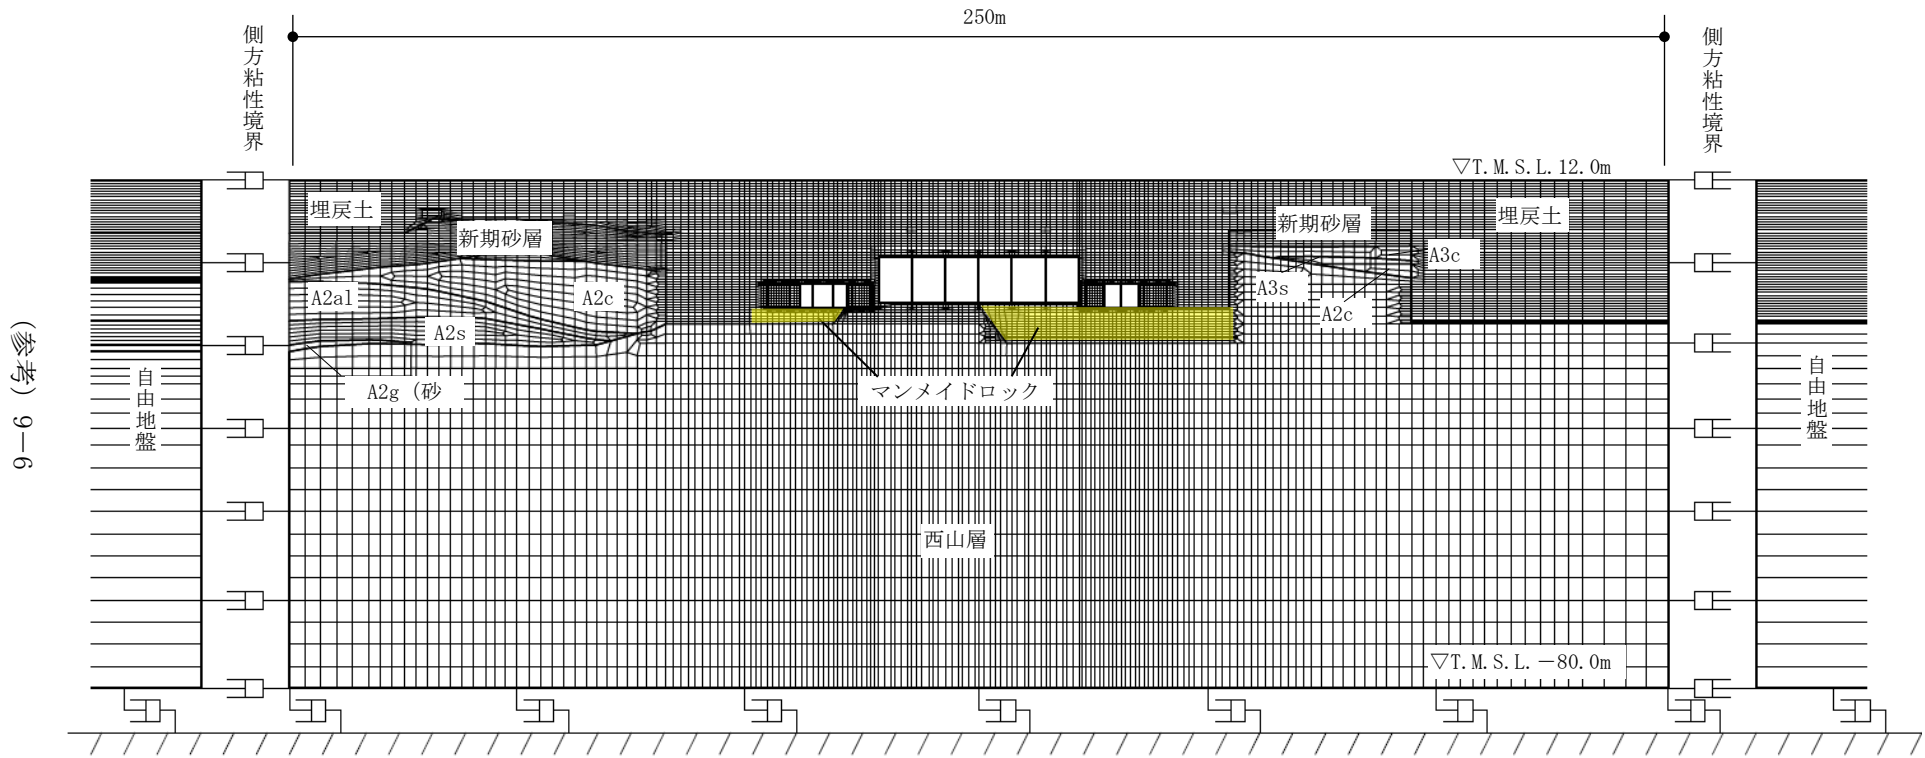 250m
側方粘性境界
側方粘性境界
▽T.M.S.L.12.0m
埋戻土
新期砂層
新期砂層
埋戻土
A3c
A2al
A2c
A3s
A2c
A2s
A2g（砂
マンメイドロック
自由地盤
自由地盤
西山層
▽T.M.S.L.－80.0m
(参考) 9－6